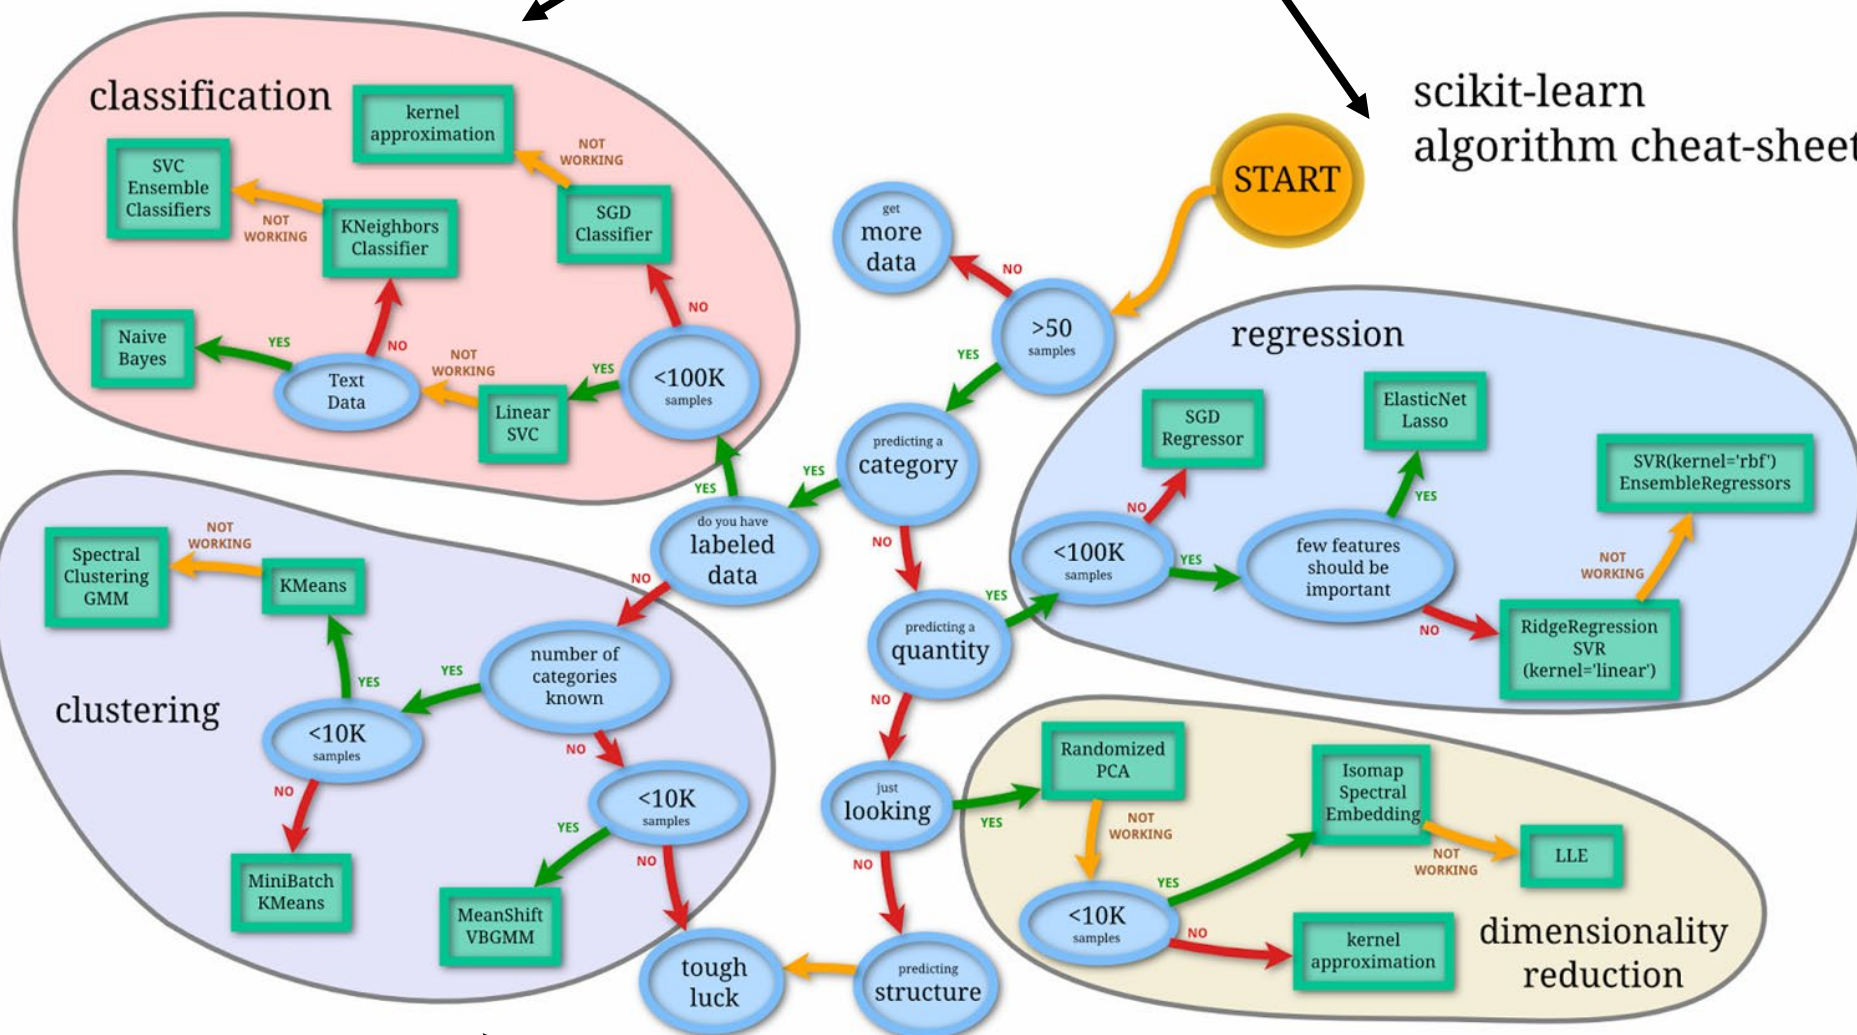 scikit-learn
algorithm cheat-sheet
START
classification
kernel
approximation
NOT
WORKING
SVC
Ensemble
Classifiers
NOT
WORKING
KNeighbors
Classifier
SGD
Classifier
NO
Naive
Bayes
YES
NO
Text
Data
NOT
WORKING
Linear
SVC
YES
<100K
samples
YES
get
more
data
NO
>50
samples
YES
predicting a
category
YES
do you have
labeled
data
NO
NO
predicting a
quantity
YES
NO
just
looking
YES
NO
predicting
structure
tough
luck
regression
SGD
Regressor
ElasticNet
Lasso
SVR(kernel='rbf')
EnsembleRegressors
NO
YES
<100K
samples
YES
few features
should be
important
NOT
WORKING
NO
RidgeRegression
SVR
(kernel='linear')
clustering
Spectral
Clustering
GMM
NOT
WORKING
KMeans
number of
categories
known
YES
YES
<10K
samples
NO
NO
<10K
samples
YES
NO
MiniBatch
KMeans
MeanShift
VBGMM
Randomized
PCA
NOT
WORKING
Isomap
Spectral
Embedding
NOT
WORKING
LLE
YES
<10K
samples
NO
kernel
approximation
dimensionality
reduction